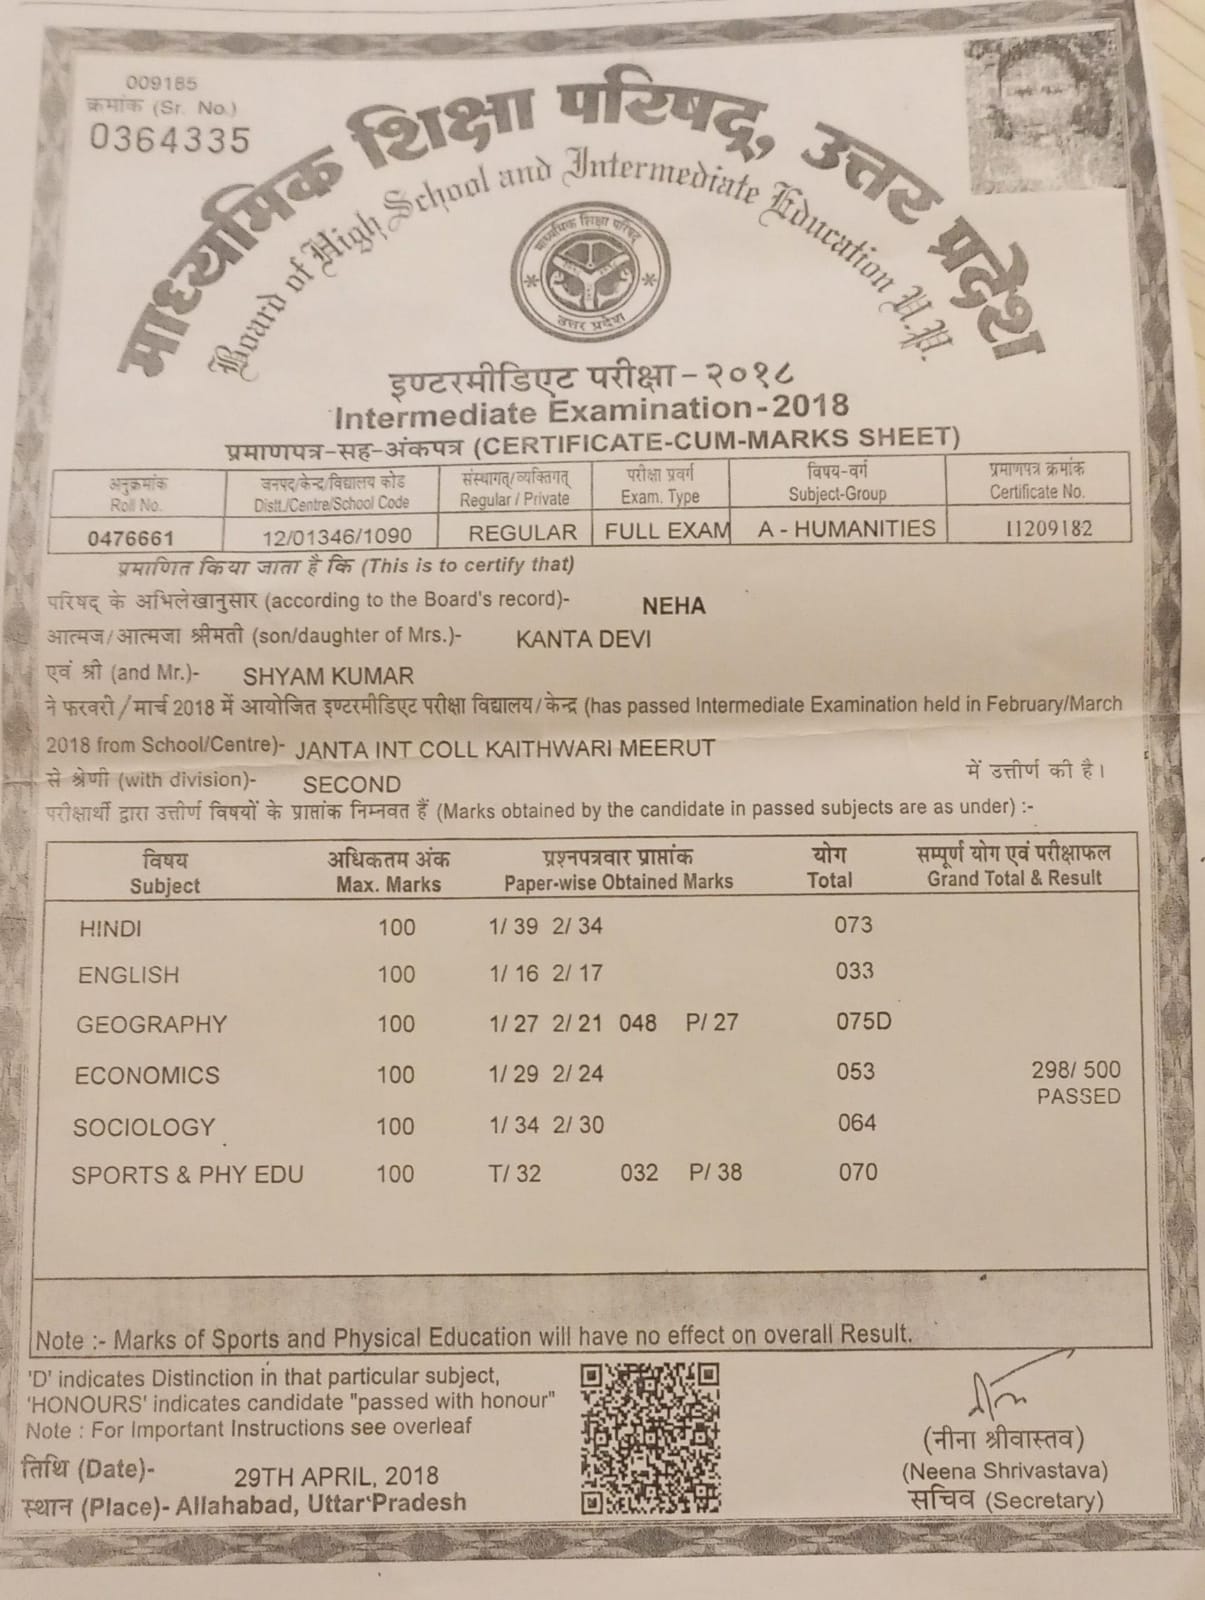 009185
क्रमांक (Sr. No.)
0364335
माध्यमिक शिक्षा परिषद्, उत्तर प्रदेश
Board of High School and Intermediate Education U.P.
माध्यमिक शिक्षा परिषद्
उत्तर प्रदेश
इण्टरमीडिएट परीक्षा - २०१८
Intermediate Examination-2018
प्रमाणपत्र-सह-अंकपत्र (CERTIFICATE-CUM-MARKS SHEET)
अनुक्रमांक जनपद/केन्द्र/विद्यालय कोड संस्थागत्/व्यक्तिगत् परीक्षा प्रवर्ग विषय-वर्ग प्रमाणपत्र क्रमांक
Roll No. Distt./Centre/School Code Regular / Private Exam. Type Subject-Group Certificate No.
0476661 12/01346/1090 REGULAR FULL EXAM A - HUMANITIES 11209182
प्रमाणित किया जाता है कि (This is to certify that)
परिषद् के अभिलेखानुसार (according to the Board's record)- NEHA
आत्मज/आत्मजा श्रीमती (son/daughter of Mrs.)- KANTA DEVI
एवं श्री (and Mr.)- SHYAM KUMAR
ने फरवरी/मार्च 2018 में आयोजित इण्टरमीडिएट परीक्षा विद्यालय/केन्द्र (has passed Intermediate Examination held in February/March
2018 from School/Centre)- JANTA INT COLL KAITHWARI MEERUT
से श्रेणी (with division)- SECOND में उत्तीर्ण की है।
परीक्षार्थी द्वारा उत्तीर्ण विषयों के प्राप्तांक निम्नवत हैं (Marks obtained by the candidate in passed subjects are as under) :-
विषय अधिकतम अंक प्रश्नपत्रवार प्राप्तांक योग सम्पूर्ण योग एवं परीक्षाफल
Subject Max. Marks Paper-wise Obtained Marks Total Grand Total & Result
HINDI 100 1/ 39 2/ 34 073
ENGLISH 100 1/ 16 2/ 17 033
GEOGRAPHY 100 1/ 27 2/ 21 048 P/ 27 075D
ECONOMICS 100 1/ 29 2/ 24 053 298/ 500
PASSED
SOCIOLOGY 100 1/ 34 2/ 30 064
SPORTS & PHY EDU 100 T/ 32 032 P/ 38 070
Note :- Marks of Sports and Physical Education will have no effect on overall Result.
'D' indicates Distinction in that particular subject,
'HONOURS' indicates candidate "passed with honour"
Note : For Important Instructions see overleaf
तिथि (Date)- 29TH APRIL, 2018
स्थान (Place)- Allahabad, Uttar Pradesh
(नीना श्रीवास्तव)
(Neena Shrivastava)
सचिव (Secretary)